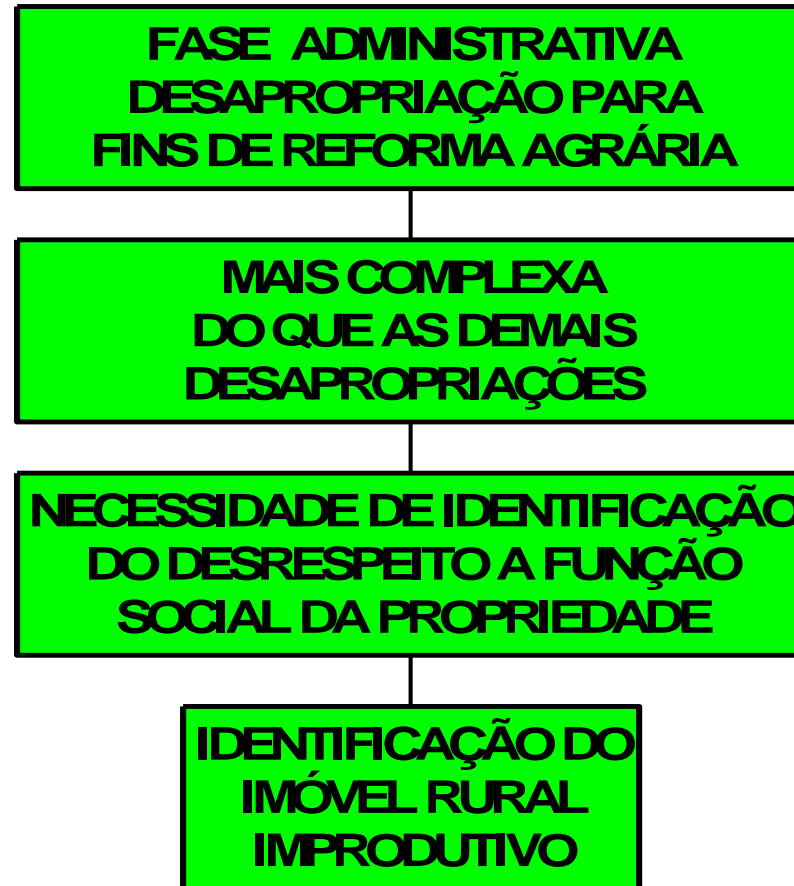 FASE ADMINISTRATIVA
DESAPROPRIAÇÃO PARA
FINS DE REFORMA AGRÁRIA
MAIS COMPLEXA
DO QUE AS DEMAIS
DESAPROPRIAÇÕES
NECESSIDADE DE IDENTIFICAÇÃO
DO DESRESPEITO A FUNÇÃO
SOCIAL DA PROPRIEDADE
IDENTIFICAÇÃO DO
IMÓVEL RURAL
IMPRODUTIVO